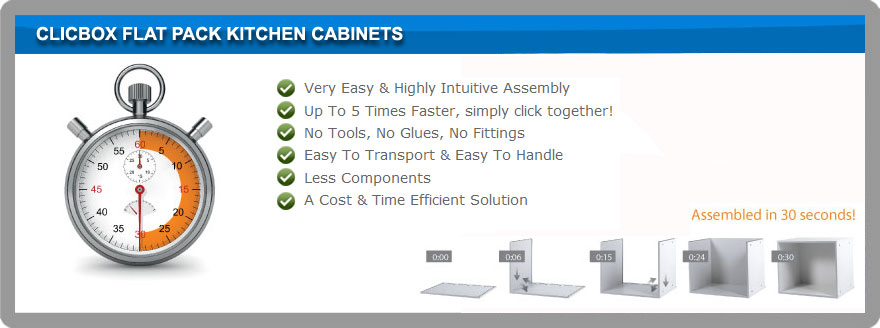 CLICBOX FLAT PACK KITCHEN CABINETS
Very Easy & Highly Intuitive Assembly
Up To 5 Times Faster, simply click together!
No Tools, No Glues, No Fittings
Easy To Transport & Easy To Handle
Less Components
A Cost & Time Efficient Solution
60
55
5
50
10
45
15
40
20
35
25
30
Assembled in 30 seconds!
0:00
0:06
0:15
0:24
0:30